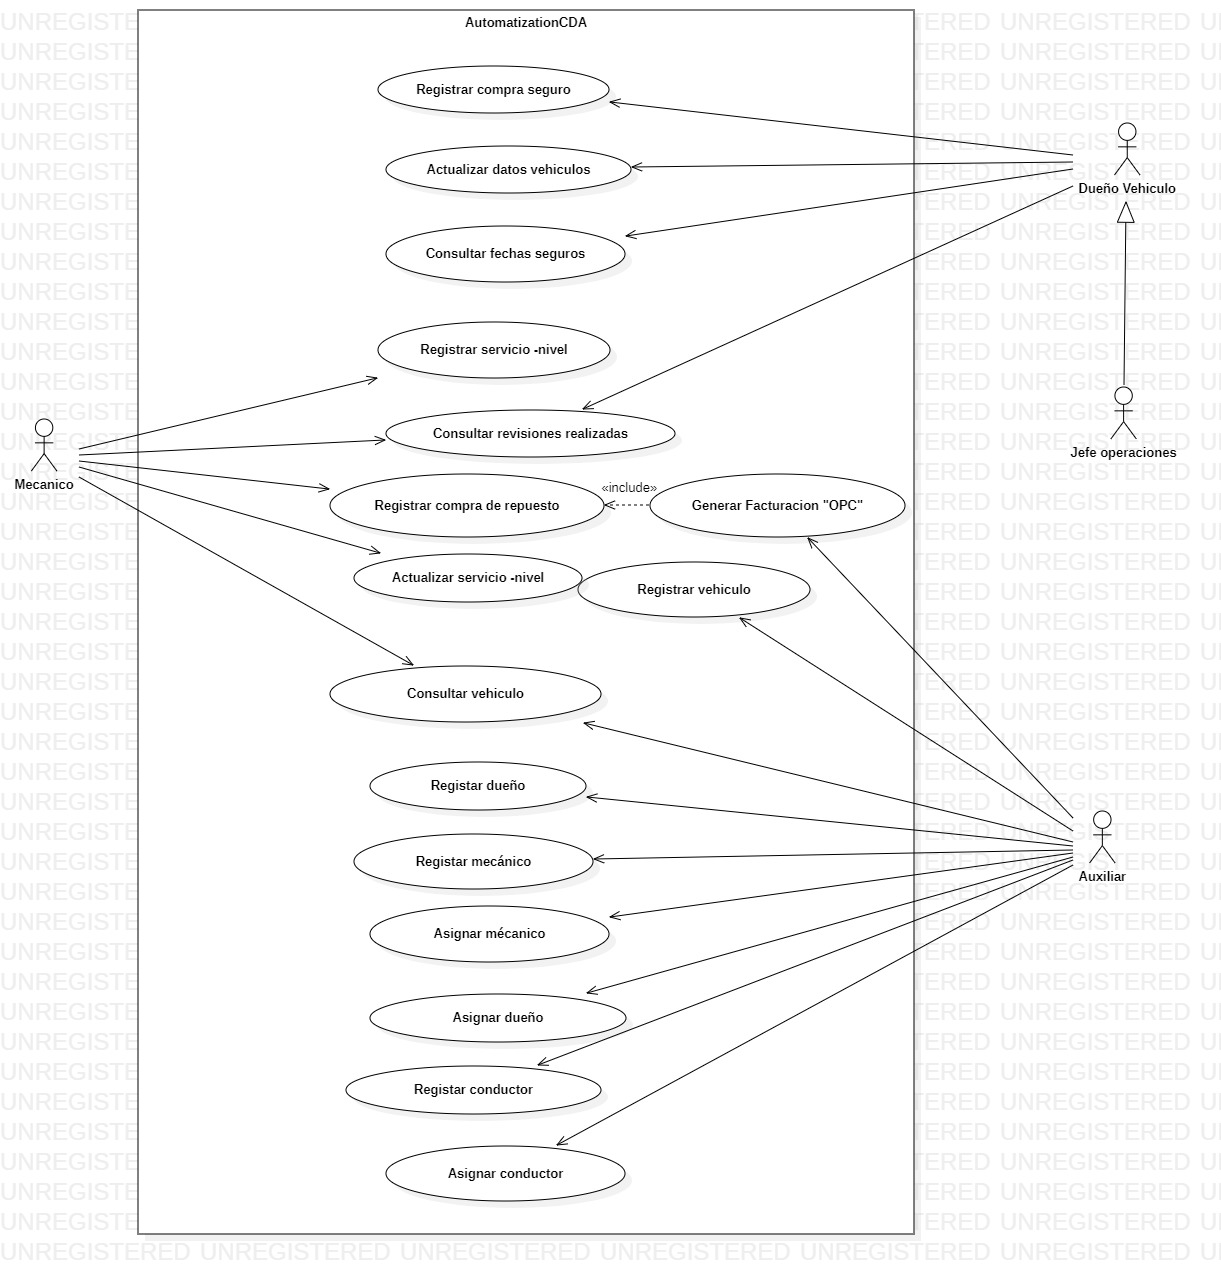 AutomatizationCDA
Registrar compra seguro
Actualizar datos vehiculos
Dueño Vehiculo
Consultar fechas seguros
Registrar servicio -nivel
Consultar revisiones realizadas
Jefe operaciones
Mecanico
«include»
Registrar compra de repuesto
Generar Facturacion "OPC"
Actualizar servicio -nivel
Registrar vehiculo
Consultar vehiculo
Registar dueño
Registar mecánico
Auxiliar
Asignar mécanico
Asignar dueño
Registar conductor
Asignar conductor
UNREGISTERED UNREGISTERED UNREGISTERED UNREGISTERED UNREGISTERED UNREGISTERED